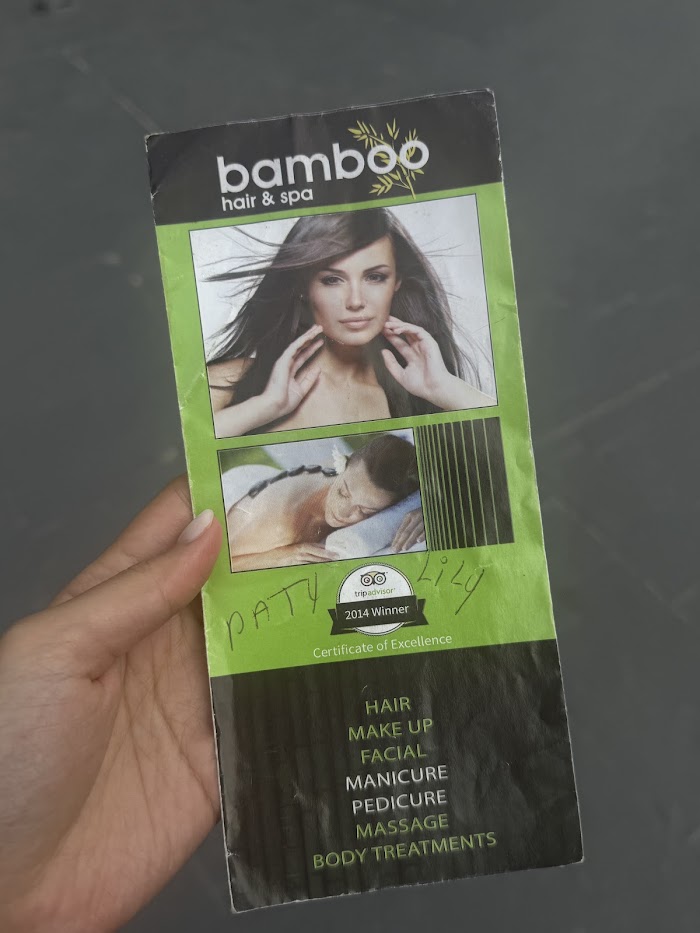 bamboo
hair & spa
PATY
LiLy
tripadvisor
2014 Winner
Certificate of Excellence
HAIR
MAKE UP
FACIAL
MANICURE
PEDICURE
MASSAGE
BODY TREATMENTS